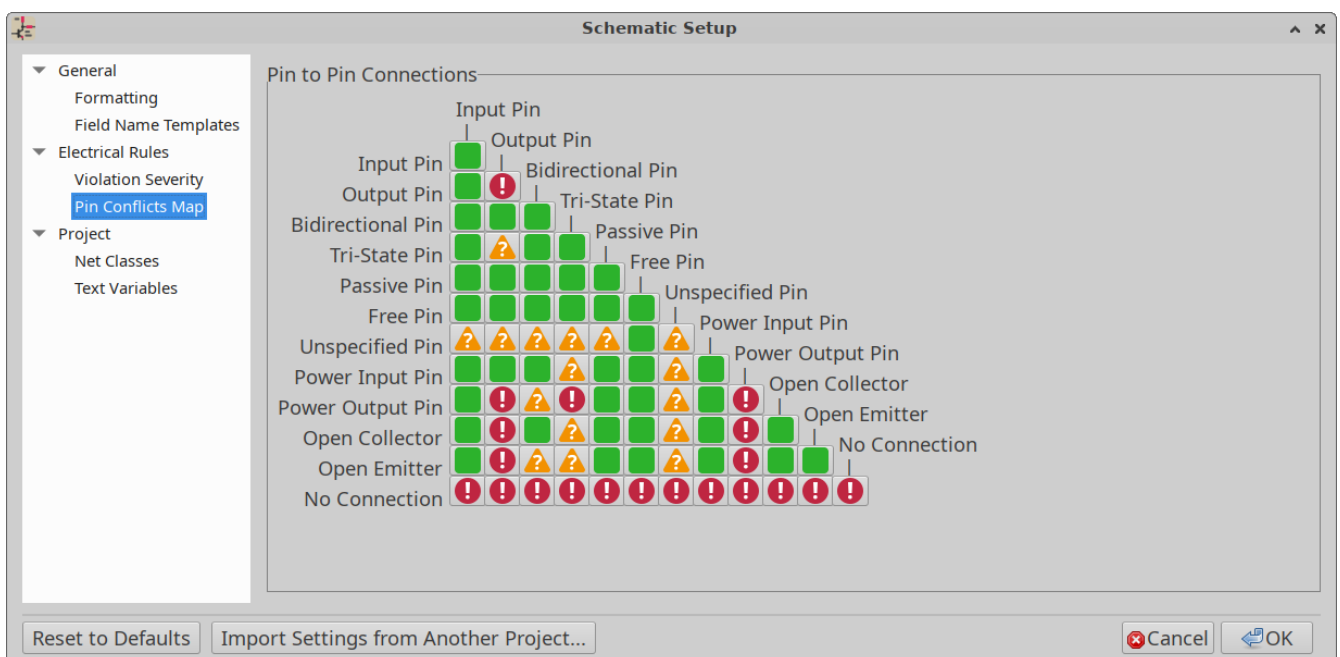 Schematic Setup
General
Formatting
Field Name Templates
Electrical Rules
Violation Severity
Pin Conflicts Map
Project
Net Classes
Text Variables
Pin to Pin Connections
Input Pin
Output Pin
Input Pin
Bidirectional Pin
Output Pin
Tri-State Pin
Bidirectional Pin
Passive Pin
Tri-State Pin
Free Pin
Passive Pin
Unspecified Pin
Free Pin
Power Input Pin
Unspecified Pin
Power Output Pin
Power Input Pin
Open Collector
Power Output Pin
Open Emitter
Open Collector
No Connection
Open Emitter
No Connection
Reset to Defaults
Import Settings from Another Project...
Cancel
OK